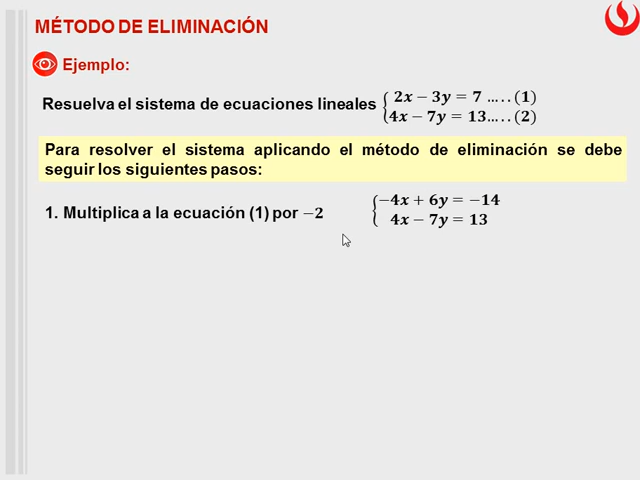 MÉTODO DE ELIMINACIÓN
Ejemplo:
Resuelva el sistema de ecuaciones lineales {2x − 3y = 7 ..... (1)
4x − 7y = 13..... (2)
Para resolver el sistema aplicando el método de eliminación se debe
seguir los siguientes pasos:
1. Multiplica a la ecuación (1) por −2 {−4x + 6y = −14
4x − 7y = 13